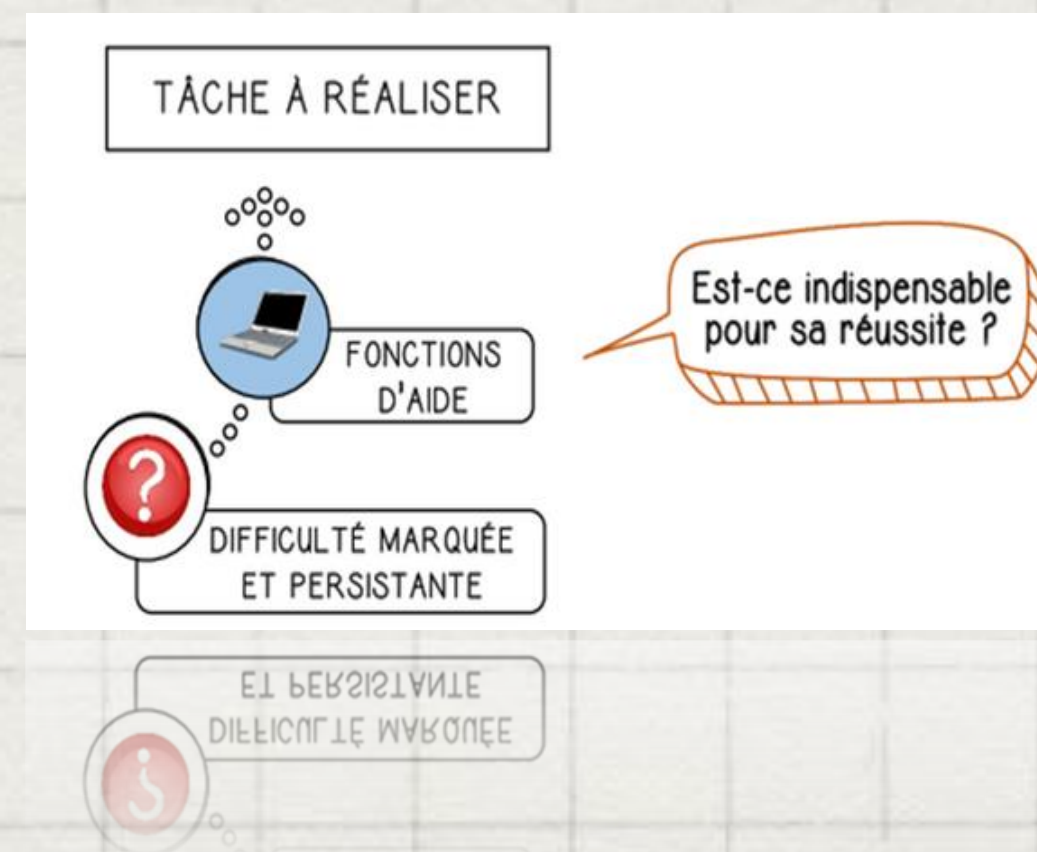 TÂCHE À RÉALISER
FONCTIONS
D'AIDE
Est-ce indispensable
pour sa réussite ?
DIFFICULTÉ MARQUÉE
ET PERSISTANTE